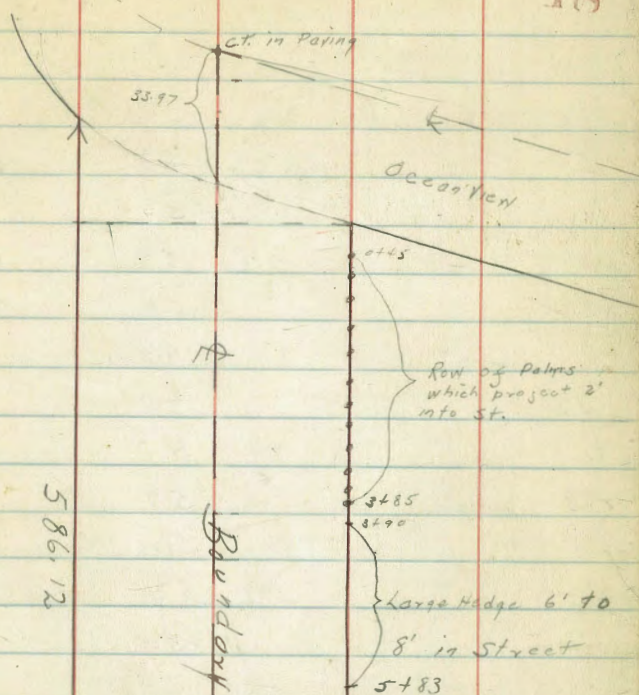 ct. in Paving
33.97
Ocean View
0+45
Row of Palms
which project 2'
into St.
3+85
3+90
586.12
Boundary
Large Hedge 6' to
8' in Street
5+83